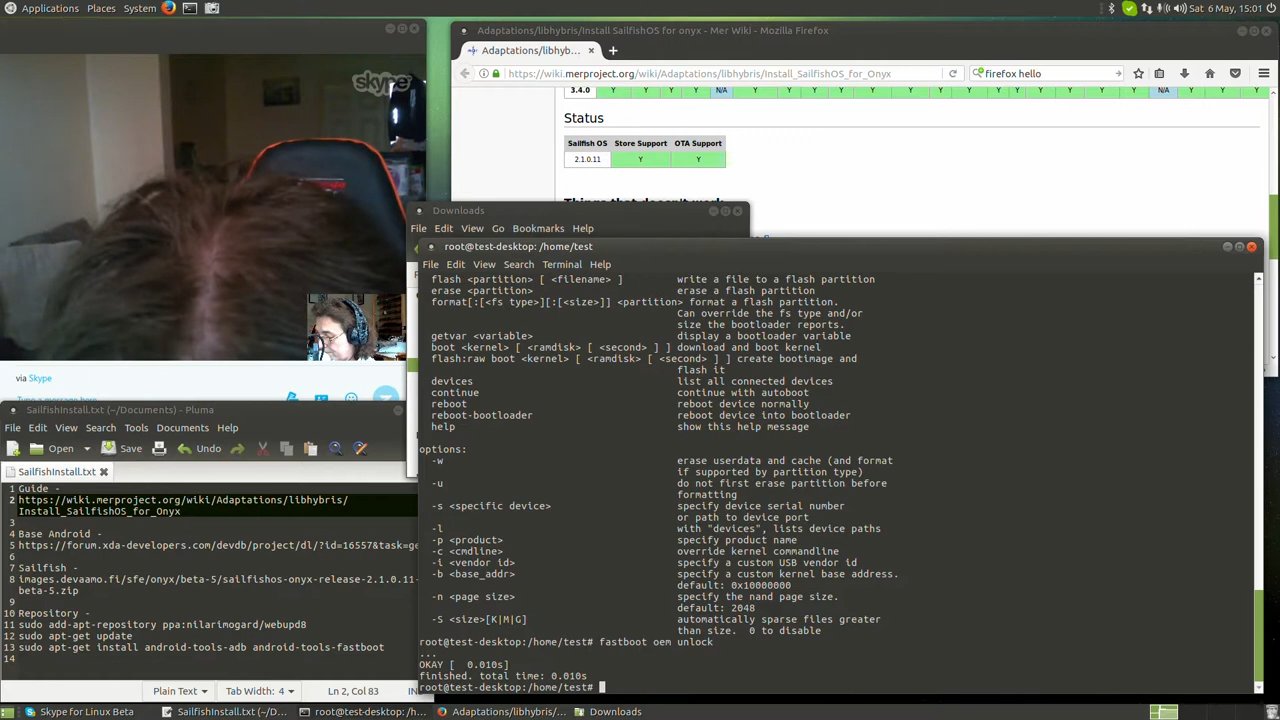 Applications Places System
Sat. 6 May, 15:01
skype
via Skype
Adaptations/libhybris/Install SailfishOS for onyx - Mer Wiki - Mozilla Firefox
Adaptations/libhyb...
https://wiki.merproject.org/wiki/Adaptations/libhybris/Install_SailfishOS_for_Onyx
firefox hello
3.4.0 Y Y Y Y N/A Y Y Y Y Y Y Y Y Y Y Y Y N/A Y Y
Status
Sailfish OS Store Support OTA Support
2.1.0.11 Y Y
Downloads
File Edit View Go Bookmarks Help
SailfishInstall.txt (~/Documents) - Pluma
File Edit View Search Tools Documents Help
Open Save Undo
SailfishInstall.txt
1 Guide -
2 https://wiki.merproject.org/wiki/Adaptations/libhybris/
Install_SailfishOS_for_Onyx
3
4 Base Android -
5 https://forum.xda-developers.com/devdb/project/dl/?id=16557&task=ge
6
7 Sailfish -
8 images.devaamo.fi/sfe/onyx/beta-5/sailfishos-onyx-release-2.1.0.11-
beta-5.zip
9
10 Repository -
11 sudo add-apt-repository ppa:nilarimogard/webupd8
12 sudo apt-get update
13 sudo apt-get install android-tools-adb android-tools-fastboot
14
Plain Text Tab Width: 4 Ln 2, Col 83 IN
root@test-desktop: /home/test
File Edit View Search Terminal Help
flash <partition> [ <filename> ] write a file to a flash partition
erase <partition> erase a flash partition
format[:[<fs type>][:[<size>]] <partition> format a flash partition.
Can override the fs type and/or
size the bootloader reports.
getvar <variable> display a bootloader variable
boot <kernel> [ <ramdisk> [ <second> ] ] download and boot kernel
flash:raw boot <kernel> [ <ramdisk> [ <second> ] ] create bootimage and
flash it
devices list all connected devices
continue continue with autoboot
reboot reboot device normally
reboot-bootloader reboot device into bootloader
help show this help message
options:
-w erase userdata and cache (and format
if supported by partition type)
-u do not first erase partition before
formatting
-s <specific device> specify device serial number
or path to device port
-l with "devices", lists device paths
-p <product> specify product name
-c <cmdline> override kernel commandline
-i <vendor id> specify a custom USB vendor id
-b <base_addr> specify a custom kernel base address.
default: 0x10000000
-n <page size> specify the nand page size.
default: 2048
-S <size>[K|M|G] automatically sparse files greater
than size. 0 to disable
root@test-desktop:/home/test# fastboot oem unlock
...
OKAY [ 0.010s]
finished. total time: 0.010s
root@test-desktop:/home/test#
Skype for Linux Beta SailfishInstall.txt (~/D... root@test-desktop: /h... Adaptations/libhybris/... Downloads